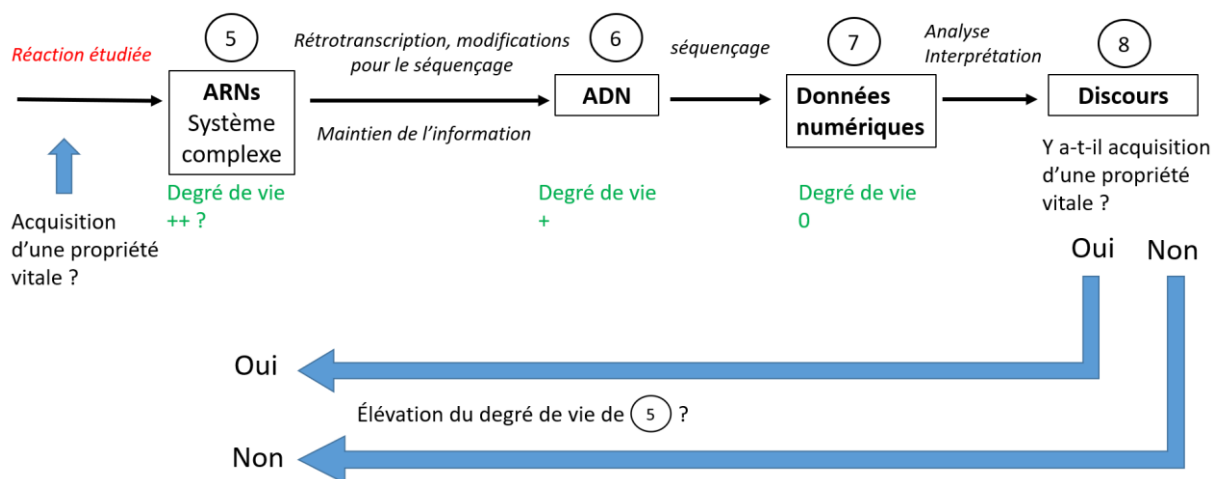 Réaction étudiée
5
ARNs
Système
complexe
Degré de vie
++ ?
Acquisition
d'une propriété
vitale ?
Rétrotranscription, modifications
pour le séquençage
Maintien de l'information
6
ADN
Degré de vie
+
séquençage
7
Données
numériques
Degré de vie
0
Analyse
Interprétation
8
Discours
Y a-t-il acquisition
d'une propriété
vitale ?
Oui Non
Oui
Élévation du degré de vie de 5 ?
Non